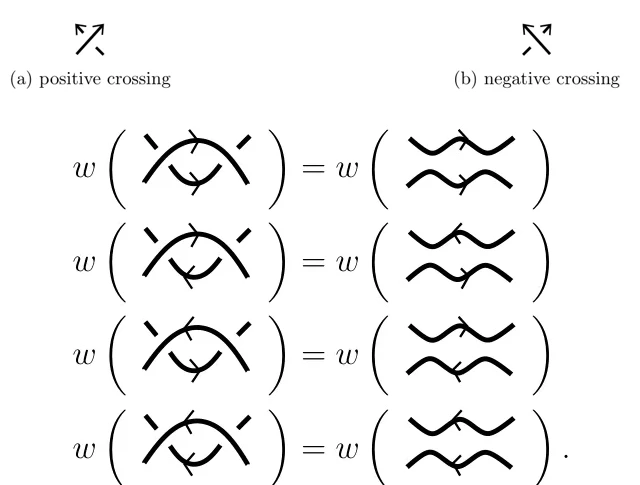 (a) positive crossing (b) negative crossing
w ( ) = w ( )
w ( ) = w ( )
w ( ) = w ( )
w ( ) = w ( ) .